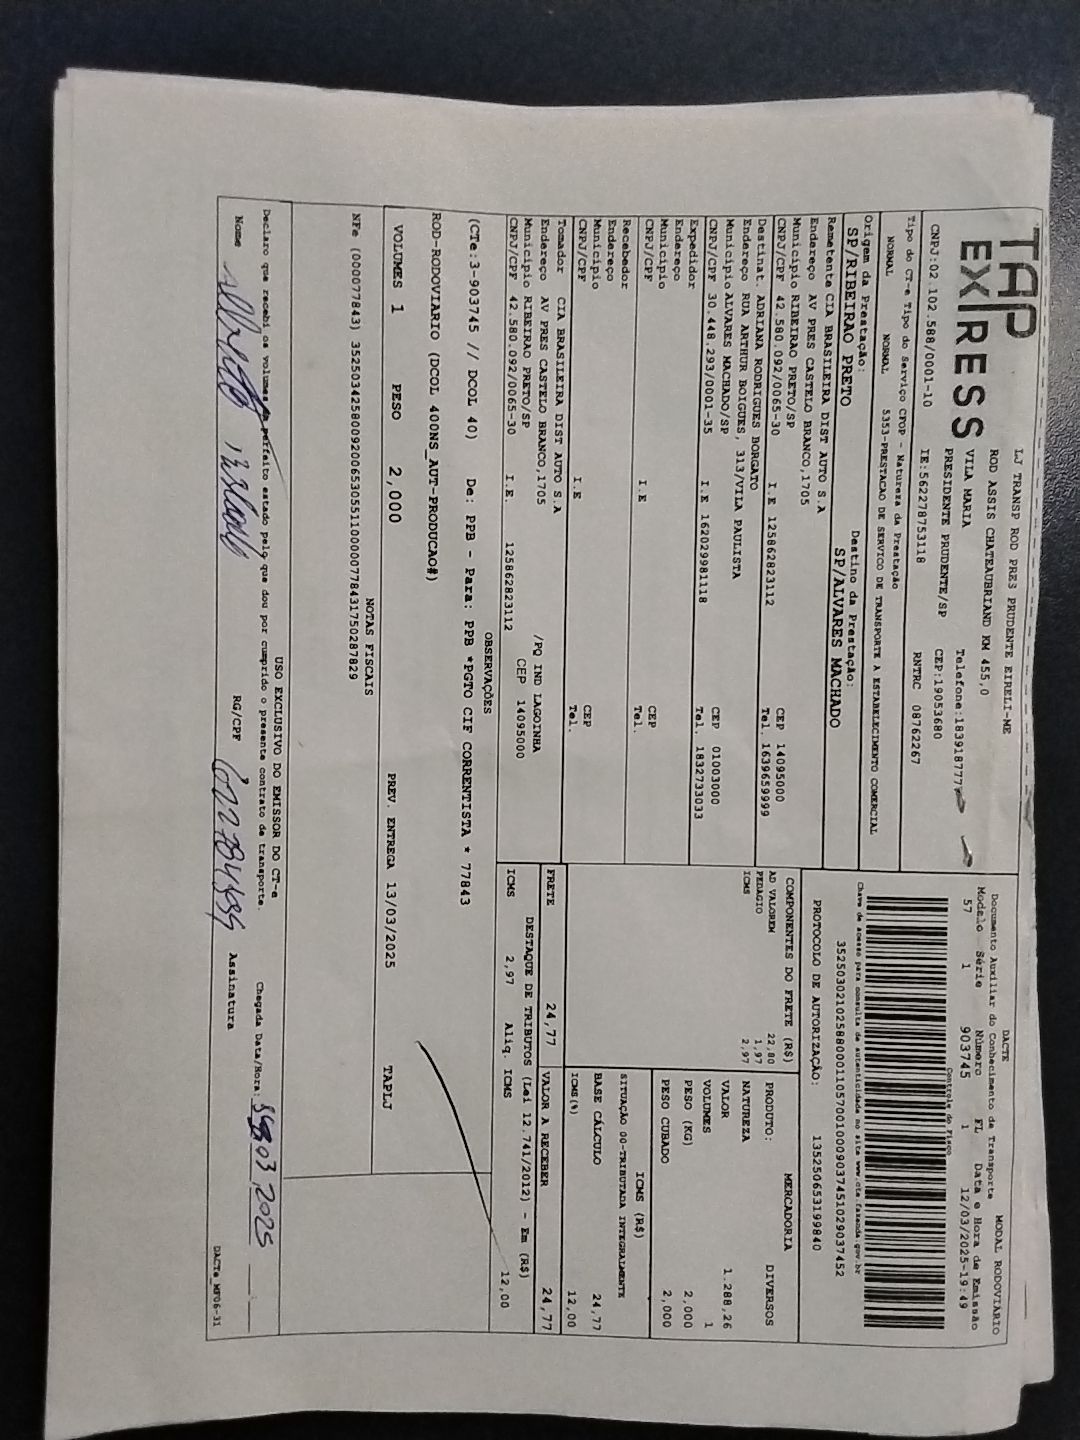 TAP
EXPRESS
LJ TRANSP ROD PRES PRUDENTE EIRELI-ME
ROD ASSIS CHATEAUBRIAND KM 455,0
VILA MARIA Telefone:1839187777
PRESIDENTE PRUDENTE/SP CEP:19053680
CNPJ:02.102.588/0001-10 IE:562278753118 RNTRC 08762267
Tipo do CT-e Tipo do Serviço CFOP - Natureza da Prestação
NORMAL NORMAL 5353-PRESTACAO DE SERVICO DE TRANSPORTE A ESTABELECIMENTO COMERCIAL
Origem da Prestação: Destino da Prestação:
SP/RIBEIRAO PRETO SP/ALVARES MACHADO
DACTE MODAL RODOVIARIO
Documento Auxiliar do Conhecimento de Transporte
Modelo Série Número FL Data e Hora de Emissão
57 1 903745 1 12/03/2025-19:49
Controle do Fisco
Chave de acesso para consulta de autenticidade no site www.cte.fazenda.gov.br
35250302102588000110570010009037451029037452
PROTOCOLO DE AUTORIZAÇÃO: 135250653199840
Remetente CIA BRASILEIRA DIST AUTO S.A
Endereço AV PRES CASTELO BRANCO,1705
Município RIBEIRAO PRETO/SP CEP 14095000
CNPJ/CPF 42.580.092/0065-30 I.E 125862823112 Tel. 1639659999
Destinat. ADRIANA RODRIGUES BORGATO
Endereço RUA ARTHUR BOIGUES, 313/VILA PAULISTA
Município ALVARES MACHADO/SP CEP 01003000
CNPJ/CPF 30.448.293/0001-35 I.E 162029981118 Tel. 1832733033
Expedidor
Endereço
Município CEP
CNPJ/CPF I.E Tel.
Recebedor
Endereço
Município CEP
CNPJ/CPF I.E Tel.
Tomador CIA BRASILEIRA DIST AUTO S.A
Endereço AV PRES CASTELO BRANCO,1705 /PQ IND LAGOINHA
Município RIBEIRAO PRETO/SP CEP 14095000
CNPJ/CPF 42.580.092/0065-30 I.E 125862823112
COMPONENTES DO FRETE (R$)
AD VALOREM 22,80
PEDAGIO 1,97
ICMS 2,97
FRETE 24,77
MERCADORIA
PRODUTO: DIVERSOS
NATUREZA
VALOR 1.288,26
VOLUMES 1
PESO (KG) 2,000
PESO CUBADO 2,000
ICMS (R$)
SITUAÇÃO 00-TRIBUTADA INTEGRALMENTE
BASE CÁLCULO 24,77
ICMS(%) 12,00
VALOR A RECEBER 24,77
DESTAQUE DE TRIBUTOS (Lei 12.741/2012) - Em (R$)
ICMS 2,97 Aliq. ICMS 12,00
OBSERVAÇÕES
(CTe:3-903745 // DCOL 40) De: PPB - Para: PPB *PGTO CIF CORRENTISTA * 77843
ROD-RODOVIARIO (DCOL 400NS_AUT-PRODUCAO#)
VOLUMES 1 PESO 2,000 PREV. ENTREGA 13/03/2025 TAPLJ
NOTAS FISCAIS
NFe (000077843) 35250342580092006530551100000778431750287829
USO EXCLUSIVO DO EMISSOR DO CT-e
Declaro que recebi os volumes em perfeito estado pelo que dou por cumprido o presente contrato de transporte.
Chegada Data/Hora: 03,2025
Nome RG/CPF Assinatura
DACTe_MF06-31